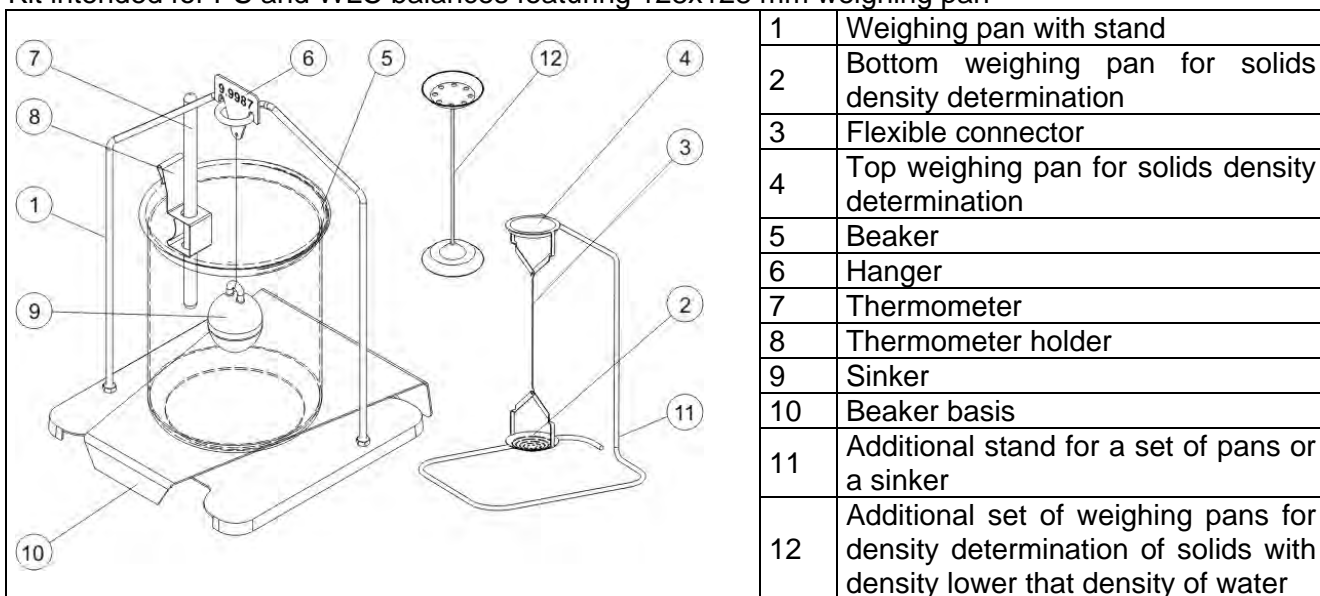 Kit intended for PS and WLC balances featuring 128x128 mm weighing pan
7
6
5
12
4
9.9987
8
3
1
9
2
11
10
1 Weighing pan with stand
2 Bottom weighing pan for solids
density determination
3 Flexible connector
4 Top weighing pan for solids density
determination
5 Beaker
6 Hanger
7 Thermometer
8 Thermometer holder
9 Sinker
10 Beaker basis
11 Additional stand for a set of pans or
a sinker
12 Additional set of weighing pans for
density determination of solids with
density lower that density of water